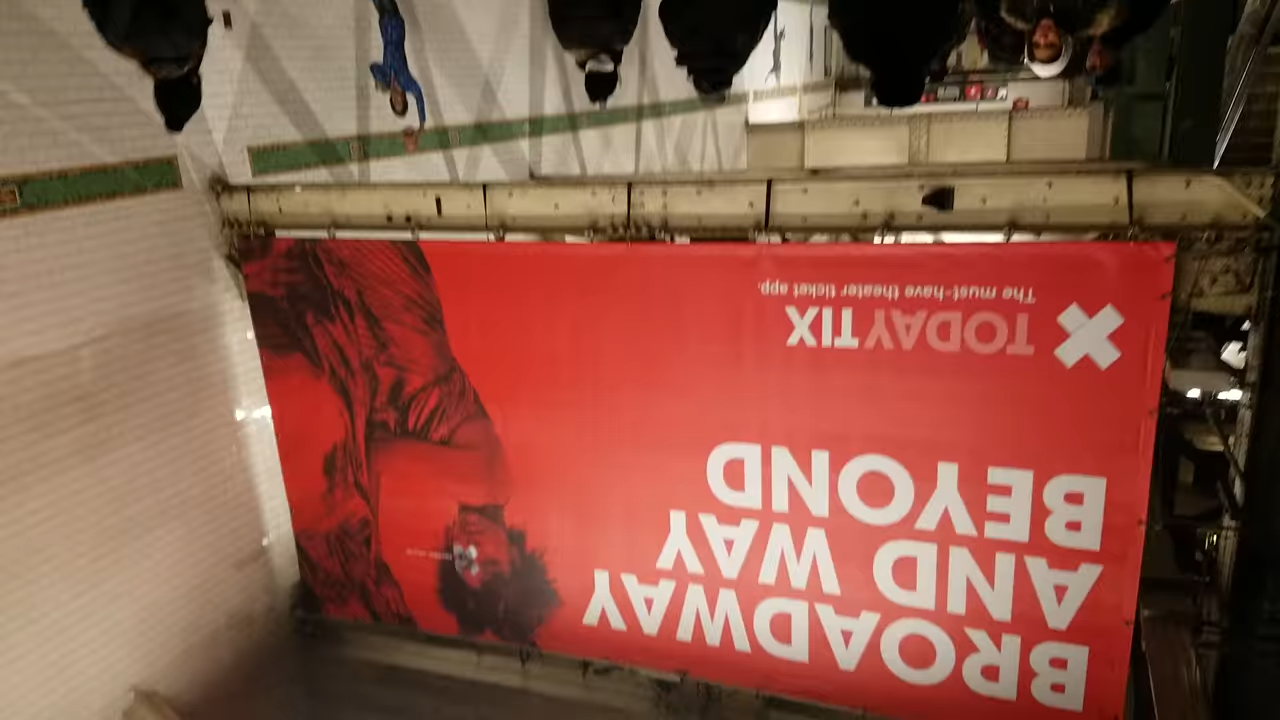 BROADWAY
AND WAY
BEYOND
TODAYTIX
The must-have theater ticket app.